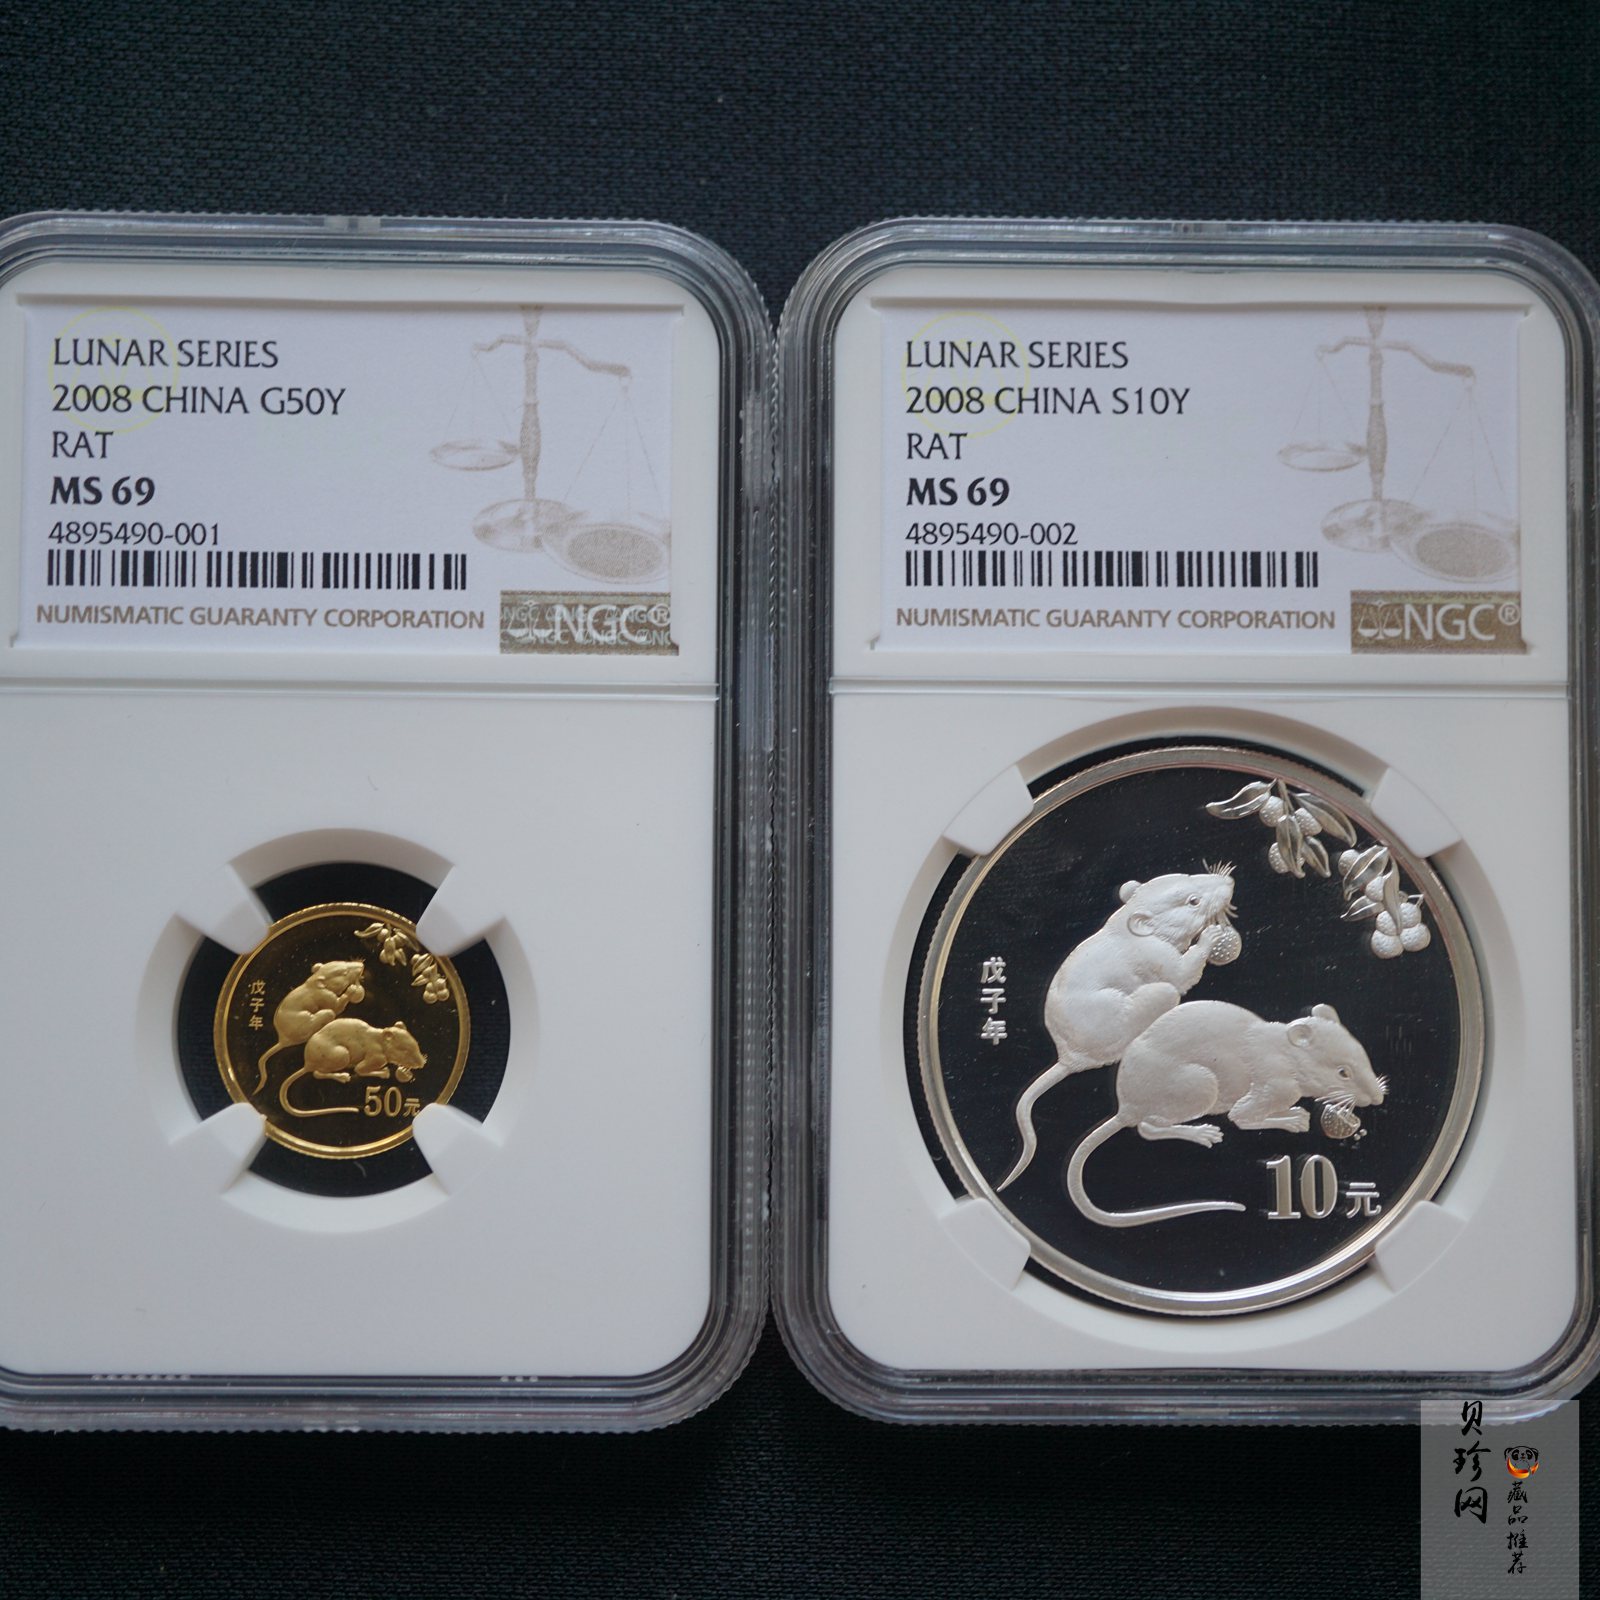 LUNAR SERIES
2008 CHINA G50Y
RAT
MS 69
4895490-001
NUMISMATIC GUARANTY CORPORATION
NGC®
戊子年
50元
LUNAR SERIES
2008 CHINA S10Y
RAT
MS 69
4895490-002
NUMISMATIC GUARANTY CORPORATION
NGC®
戊子年
10元
贝珍网
藏品推荐